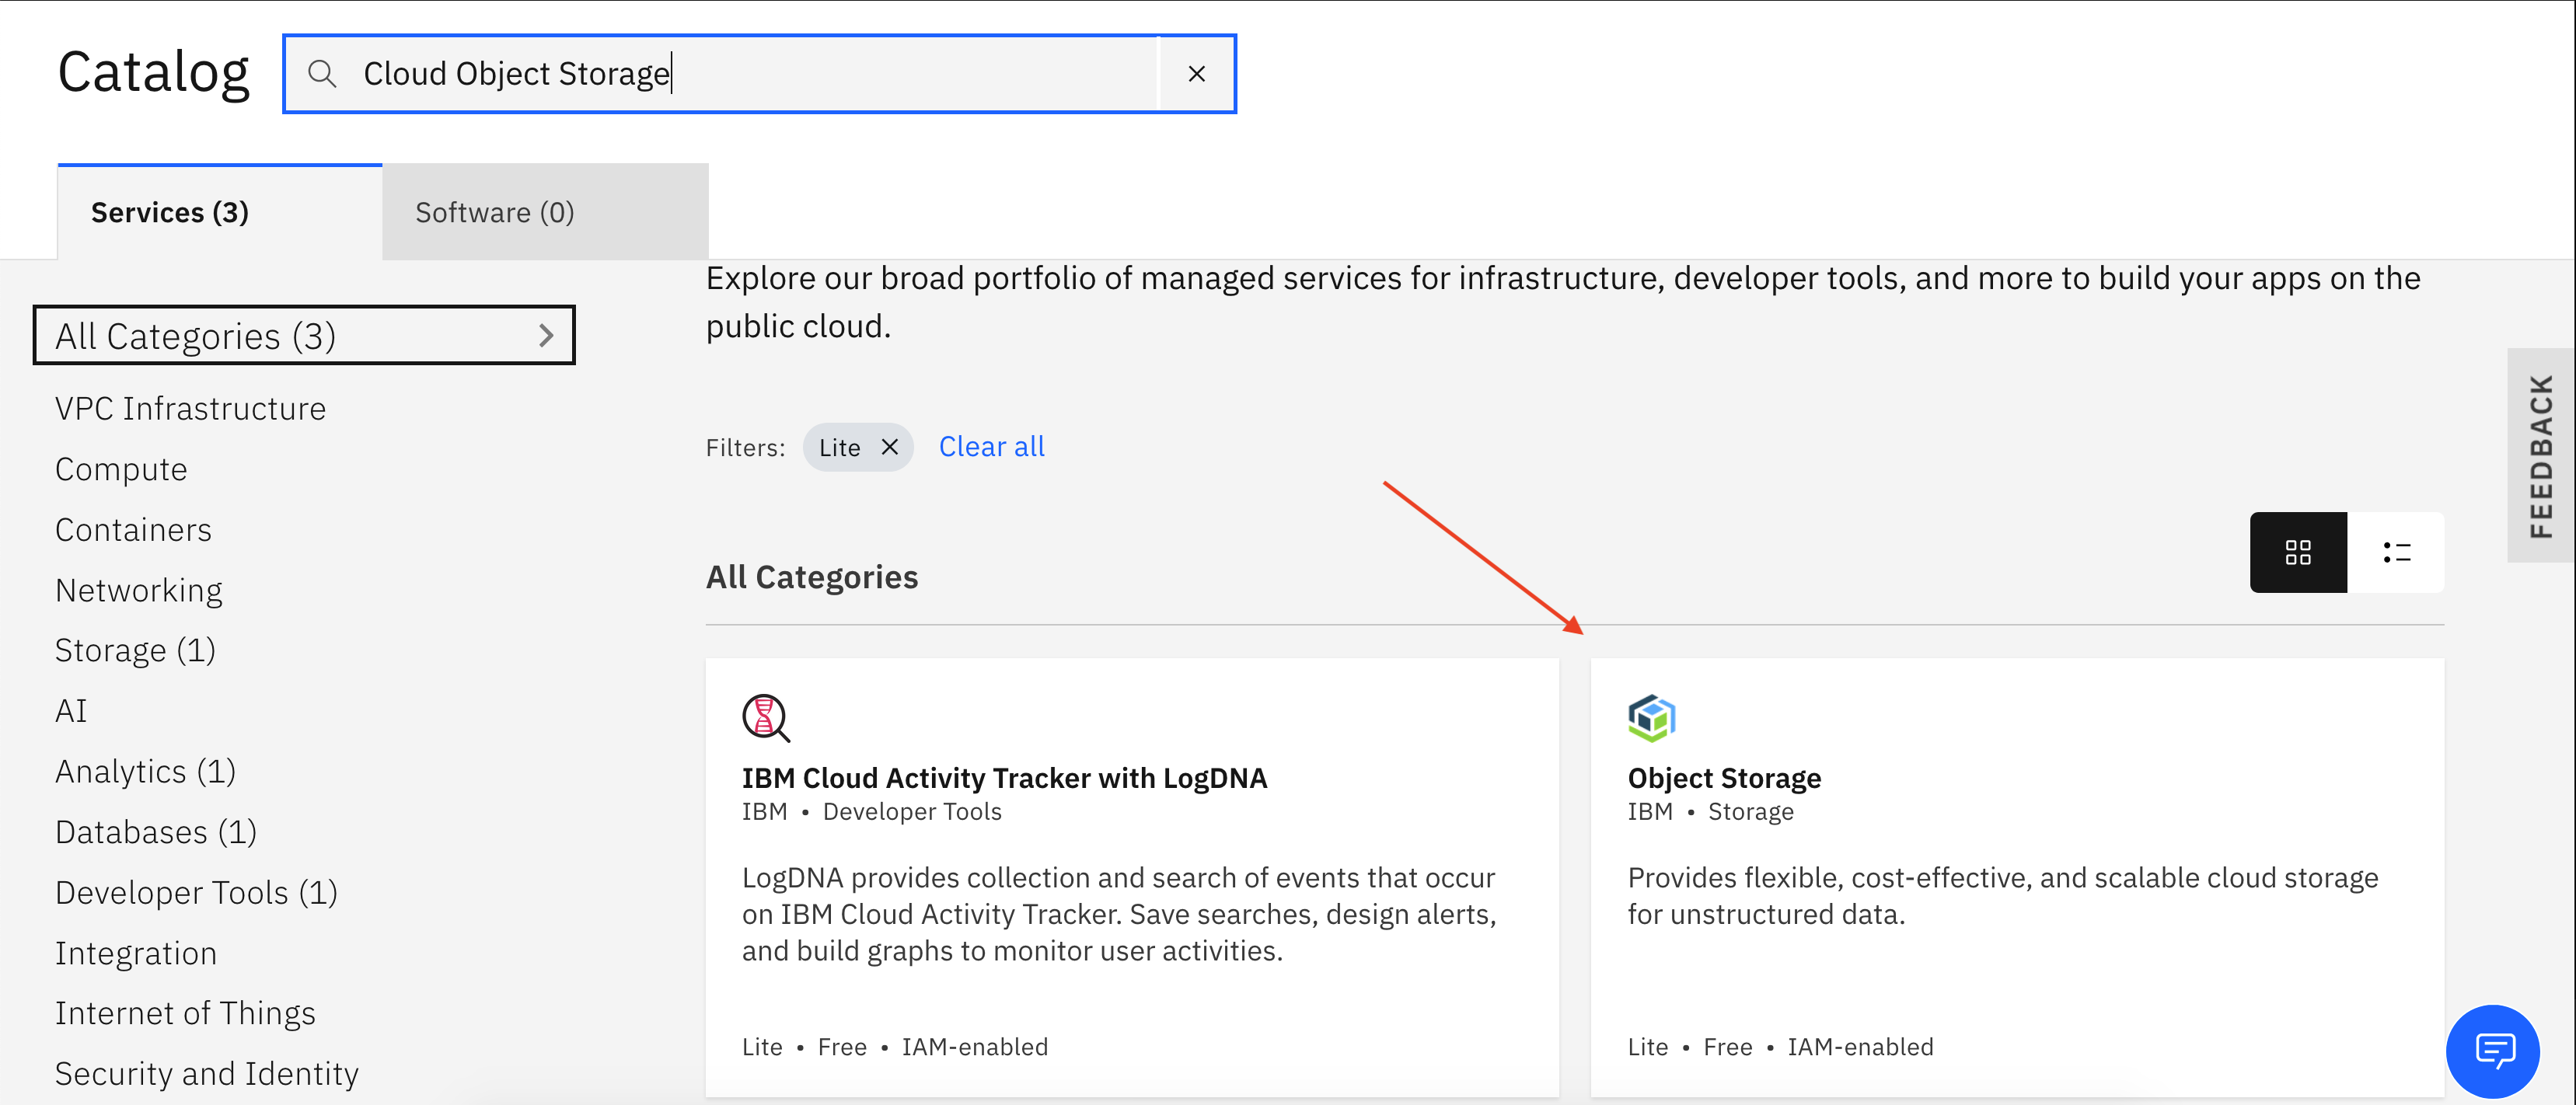 Catalog
Cloud Object Storage
Services (3)
Software (0)
All Categories (3)
VPC Infrastructure
Compute
Containers
Networking
Storage (1)
AI
Analytics (1)
Databases (1)
Developer Tools (1)
Integration
Internet of Things
Security and Identity
Explore our broad portfolio of managed services for infrastructure, developer tools, and more to build your apps on the
public cloud.
Filters: Lite Clear all
All Categories
IBM Cloud Activity Tracker with LogDNA
IBM • Developer Tools
LogDNA provides collection and search of events that occur
on IBM Cloud Activity Tracker. Save searches, design alerts,
and build graphs to monitor user activities.
Lite • Free • IAM-enabled
Object Storage
IBM • Storage
Provides flexible, cost-effective, and scalable cloud storage
for unstructured data.
Lite • Free • IAM-enabled
FEEDBACK